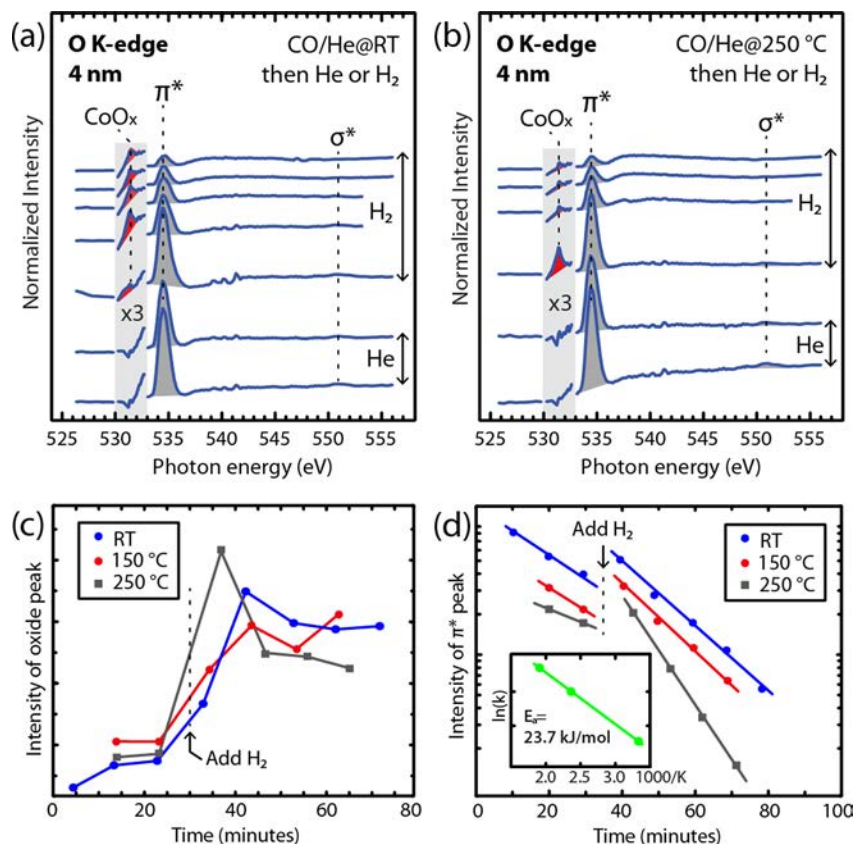 (a)
O K-edge
4 nm
CO/He@RT
then He or H₂
π*
CoOₓ
σ*
H₂
x3
He
Normalized Intensity
525 530 535 540 545 550 555
Photon energy (eV)
(b)
O K-edge
4 nm
CO/He@250 °C
then He or H₂
π*
CoOₓ
σ*
H₂
x3
He
Normalized Intensity
525 530 535 540 545 550 555
Photon energy (eV)
(c)
RT
150 °C
250 °C
Add H₂
Intensity of oxide peak
0 20 40 60 80
Time (minutes)
(d)
Add H₂
RT
150 °C
250 °C
Intensity of π* peak
ln(k)
Eₐ=
23.7 kJ/mol
2.0 3.0 1000/K
0 20 40 60 80 100
Time (minutes)